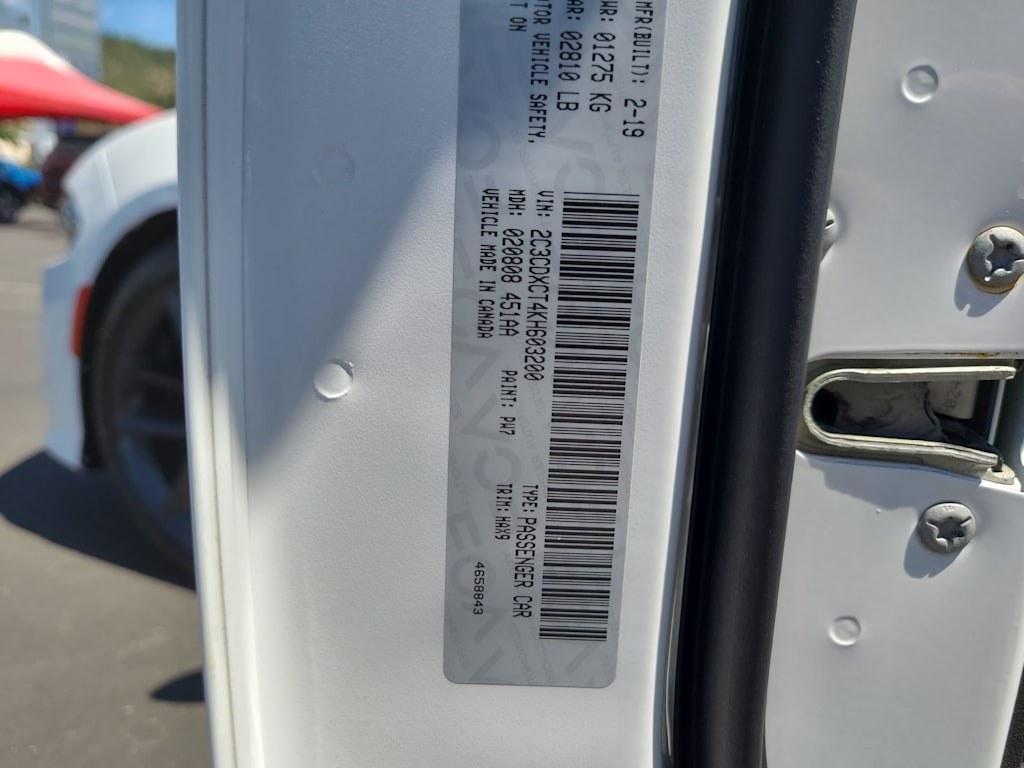 MFR(BUILT): 2-19
WR: 01275 KG
AR: 02810 LB
TOR VEHICLE SAFETY,
T ON
VIN: 2C3CDXCT4KH603200 TYPE: PASSENGER CAR
MDH: 020808 451AA PAINT: PW7 TRIM: HAX9
VEHICLE MADE IN CANADA 4658843